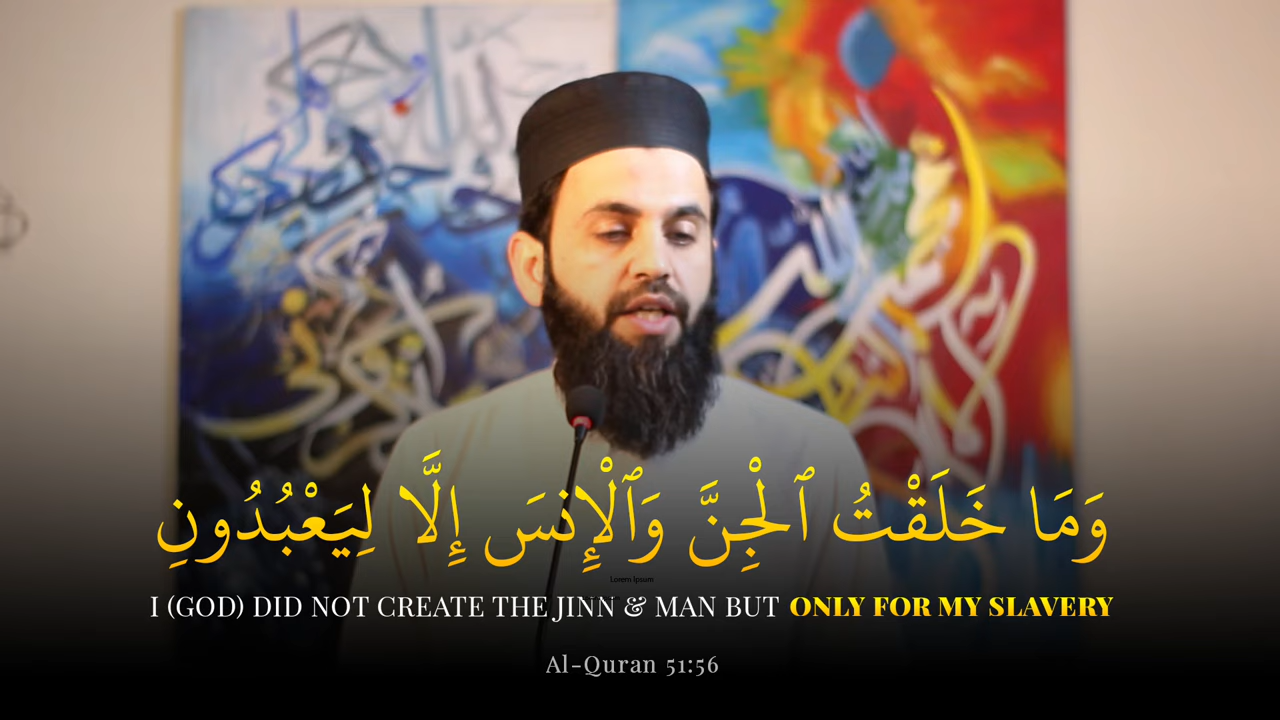 وَمَا خَلَقْتُ ٱلْجِنَّ وَٱلْإِنسَ إِلَّا لِيَعْبُدُونِ
Lorem Ipsum
I (GOD) DID NOT CREATE THE JINN & MAN BUT ONLY FOR MY SLAVERY
Al-Quran 51:56